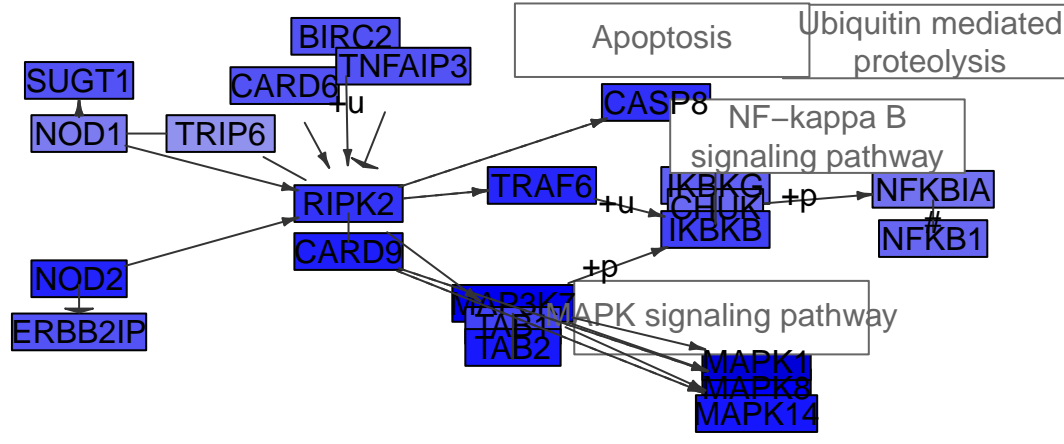 BIRC2
Apoptosis
Ubiquitin mediated
proteolysis
TNFAIP3
SUGT1
CARD6
+u
CASP8
NOD1
TRIP6
NF−kappa B
signaling pathway
RIPK2
TRAF6
+u
IKBKG
CHUK
IKBKB
+p
NFKBIA
#
NFKB1
CARD9
NOD2
+p
ERBB2IP
MAP3K7
TAB1
TAB2
MAPK signaling pathway
MAPK1
MAPK8
MAPK14